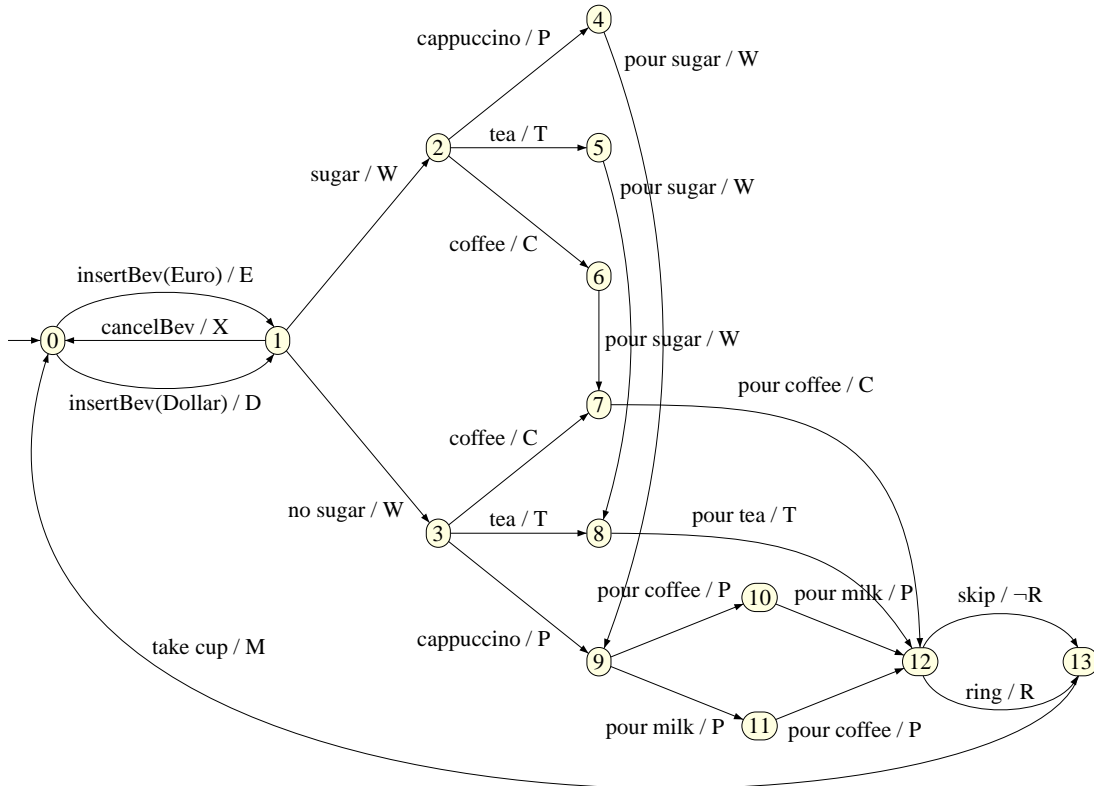 4
cappuccino / P
pour sugar / W
2
tea / T
5
sugar / W
pour sugar / W
coffee / C
6
insertBev(Euro) / E
0
cancelBev / X
1
pour sugar / W
insertBev(Dollar) / D
pour coffee / C
7
coffee / C
no sugar / W
3
tea / T
8
pour tea / T
pour coffee / P
10
pour milk / P
skip / ¬R
take cup / M
cappuccino / P
9
12
13
ring / R
pour milk / P
11
pour coffee / P